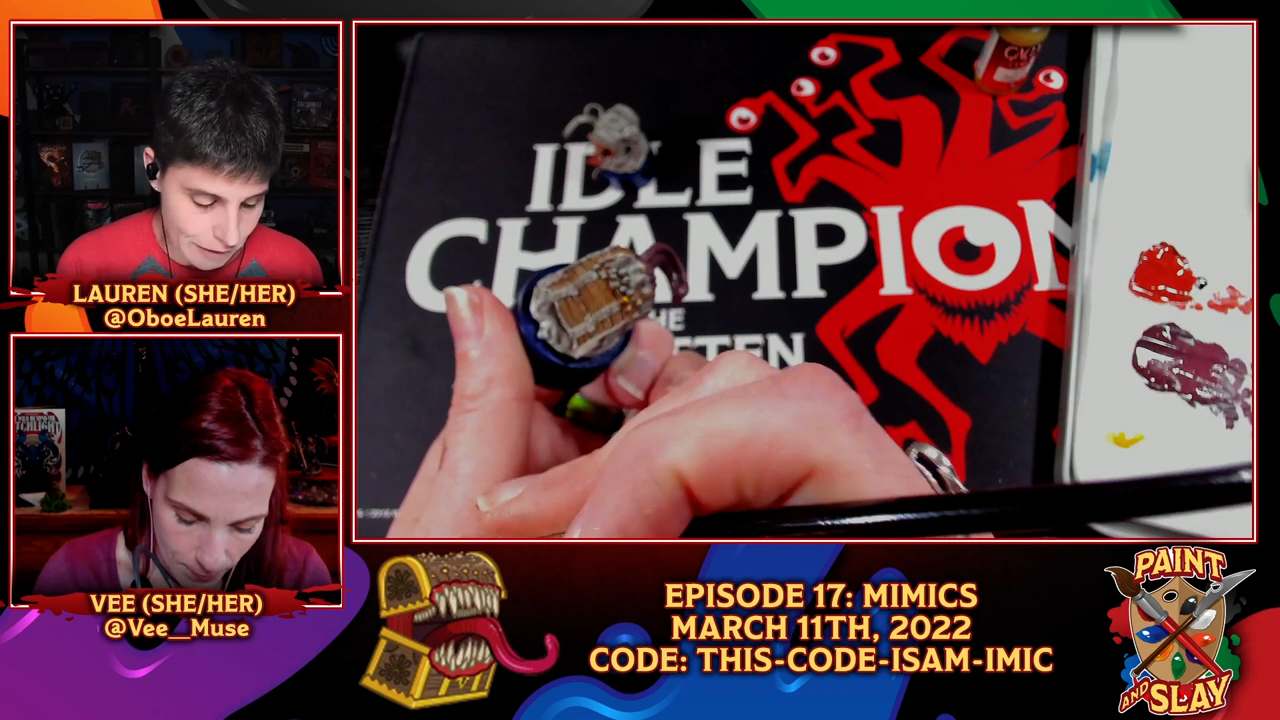 LAUREN (SHE/HER)
@OboeLauren
VEE (SHE/HER)
@Vee__Muse
IDLE
CHAMPION
EPISODE 17: MIMICS
MARCH 11TH, 2022
CODE: THIS-CODE-ISAM-IMIC
PAINT
AND SLAY